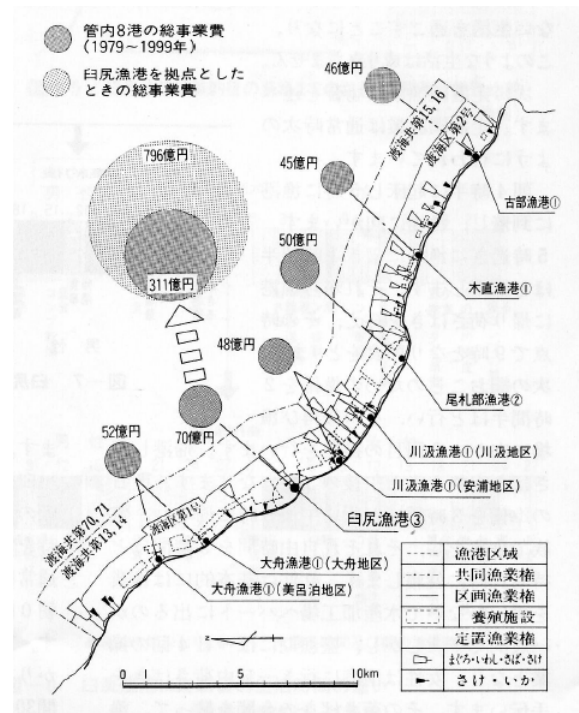 管内8港の総事業費
(1979～1999年)
臼尻漁港を拠点とした
ときの総事業費
796億円
311億円
46億円
45億円
50億円
48億円
70億円
52億円
渡海共第15,16
渡海区第2号
古部漁港①
木直漁港①
尾札部漁港②
川汲漁港①(川汲地区)
川汲漁港①(安浦地区)
臼尻漁港③
大舟漁港①(大舟地区)
大舟漁港①(美呂泊地区)
渡海共第70,71
渡海共第13,14
渡海区第1号
z
0 5 10km
漁港区域
共同漁業権
区画漁業権
養殖施設
定置漁業権
まぐろ・いわし・さば・さけ
さけ・いか